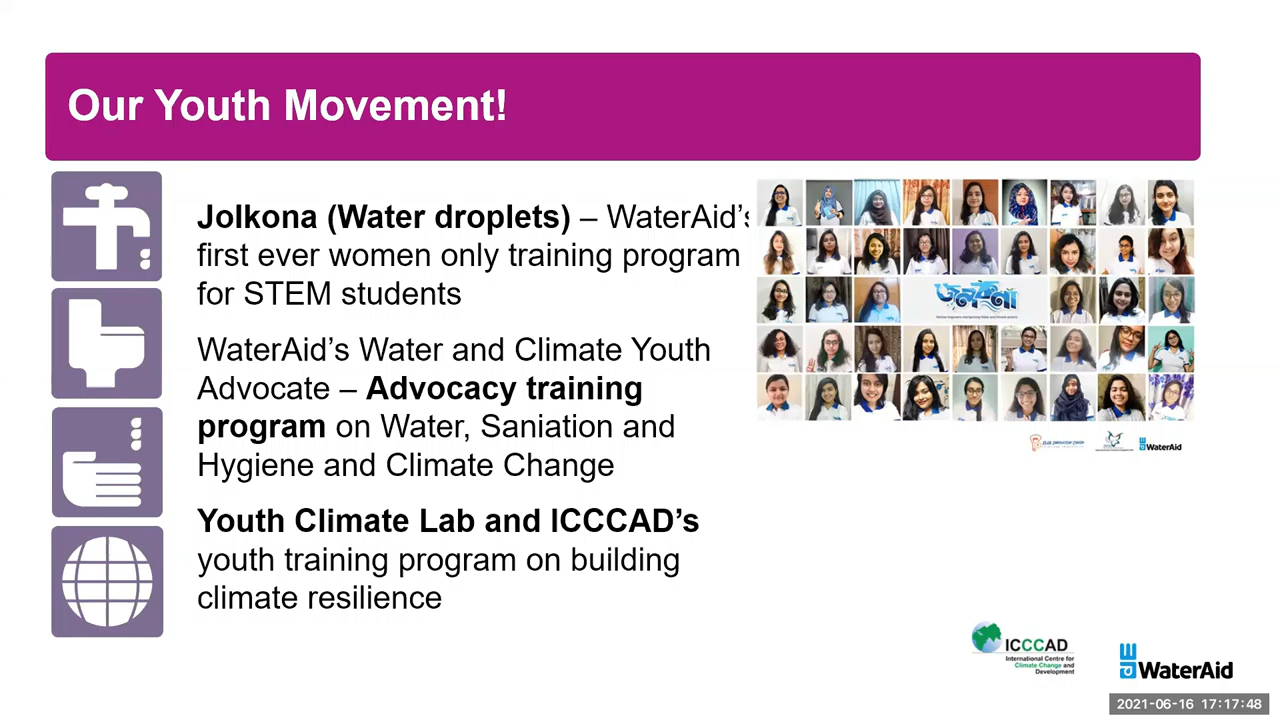 Our Youth Movement!
Jolkona (Water droplets) – WaterAid's
first ever women only training program
for STEM students
WaterAid's Water and Climate Youth
Advocate – Advocacy training
program on Water, Saniation and
Hygiene and Climate Change
Youth Climate Lab and ICCCAD's
youth training program on building
climate resilience
জলকণা
WaterAid
ICCCAD
International Centre for
Climate Change and
Development
WaterAid
2021-06-16 17:17:48